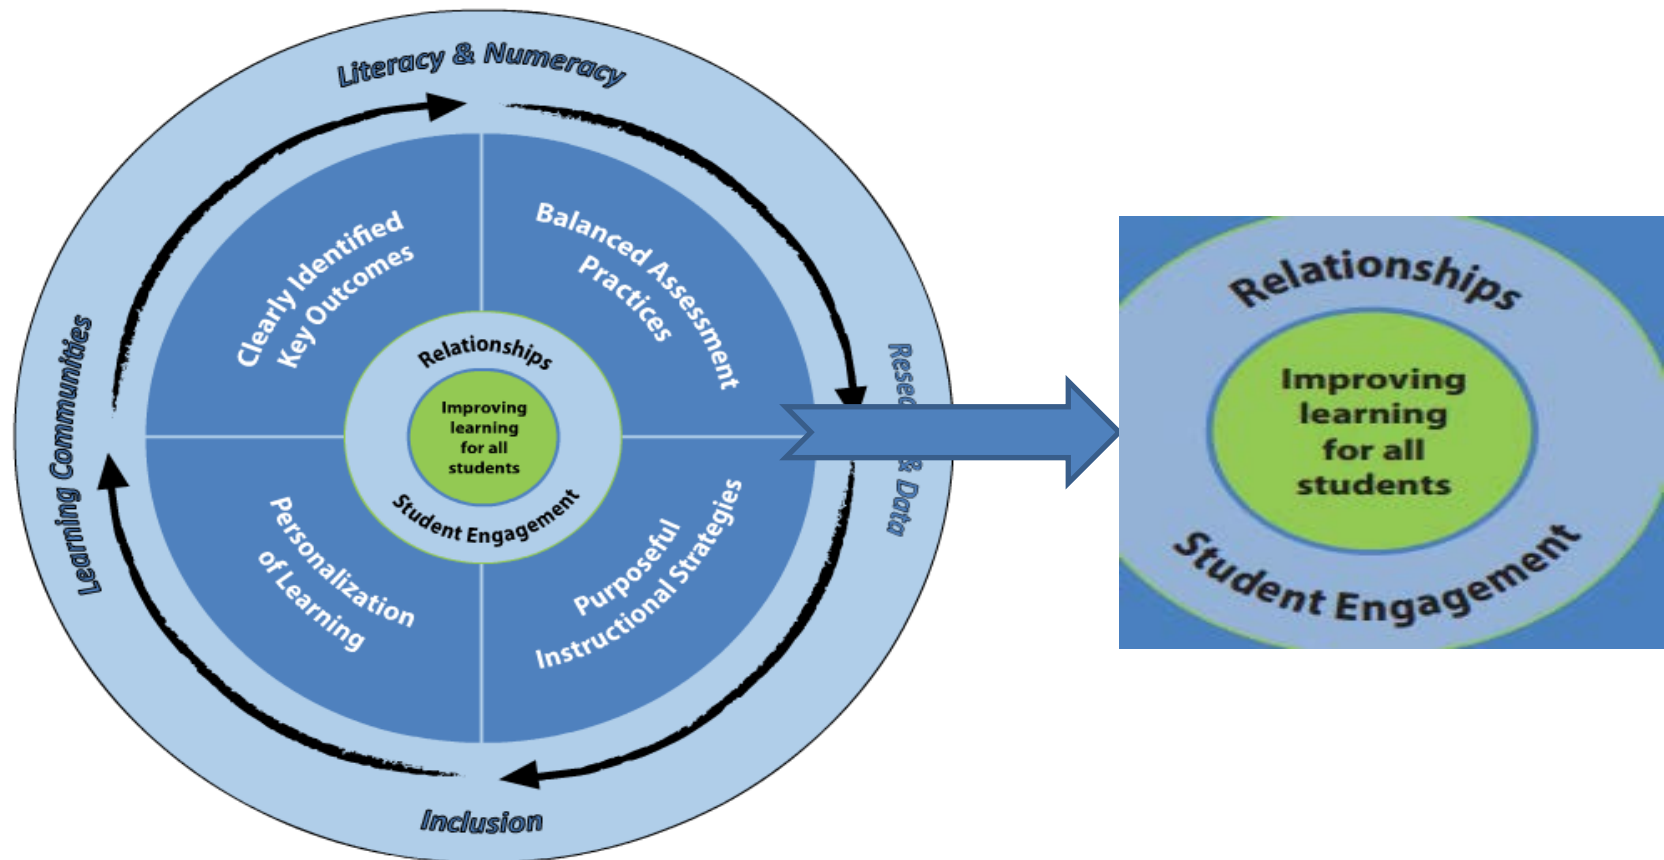 Literacy & Numeracy
Clearly Identified
Key Outcomes
Balanced Assessment
Practices
Learning Communities
Relationships
Improving
learning
for all
students
Student Engagement
& Data
Personalization
of Learning
Purposeful
Instructional Strategies
Inclusion
Relationships
Improving
learning
for all
students
Student Engagement